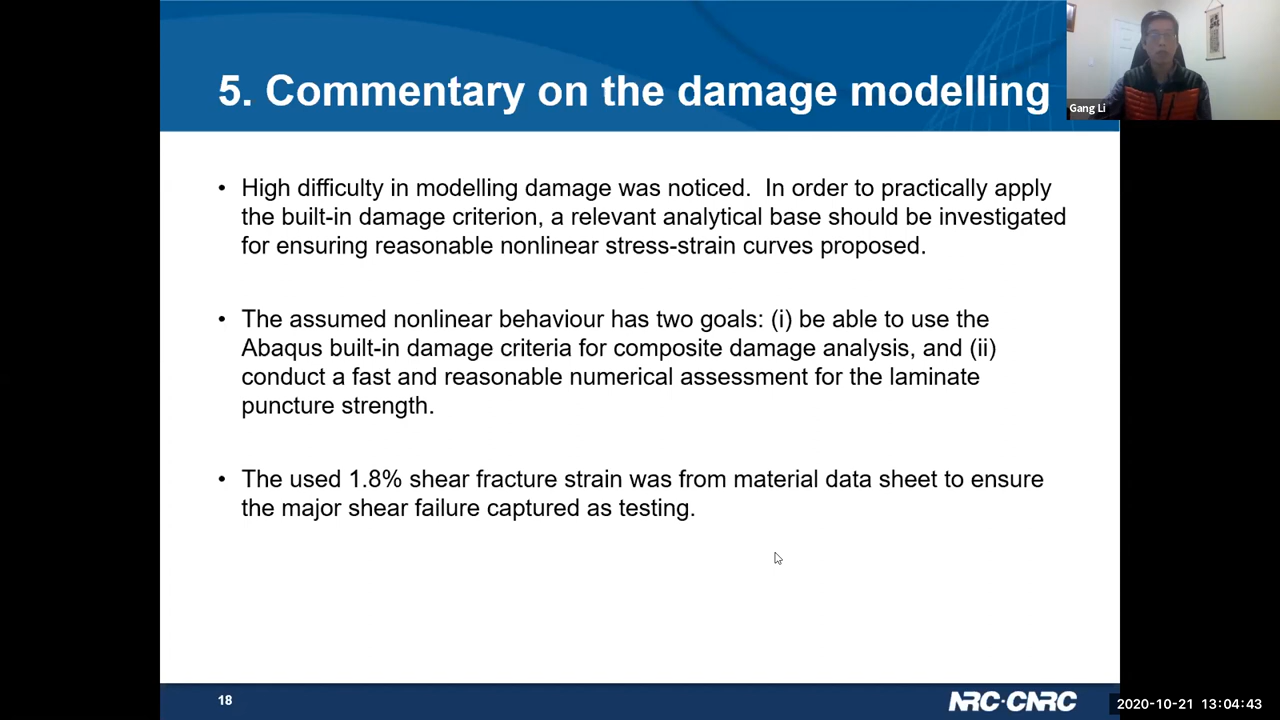 5. Commentary on the damage modelling
Gang Li
• High difficulty in modelling damage was noticed.  In order to practically apply
the built-in damage criterion, a relevant analytical base should be investigated
for ensuring reasonable nonlinear stress-strain curves proposed.
• The assumed nonlinear behaviour has two goals: (i) be able to use the
Abaqus built-in damage criteria for composite damage analysis, and (ii)
conduct a fast and reasonable numerical assessment for the laminate
puncture strength.
• The used 1.8% shear fracture strain was from material data sheet to ensure
the major shear failure captured as testing.
18
NRC·CNRC
2020-10-21 13:04:43